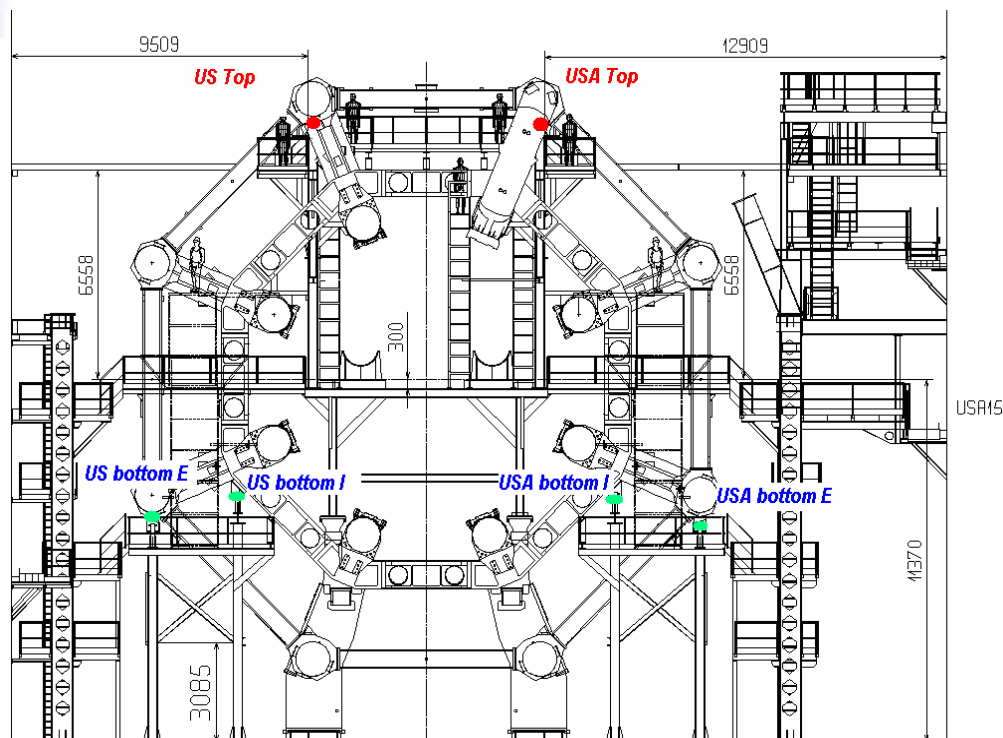 9509
12909
US Top
USA Top
6558
300
6558
USA15
US bottom E
US bottom I
USA bottom I
USA bottom E
3085
11370